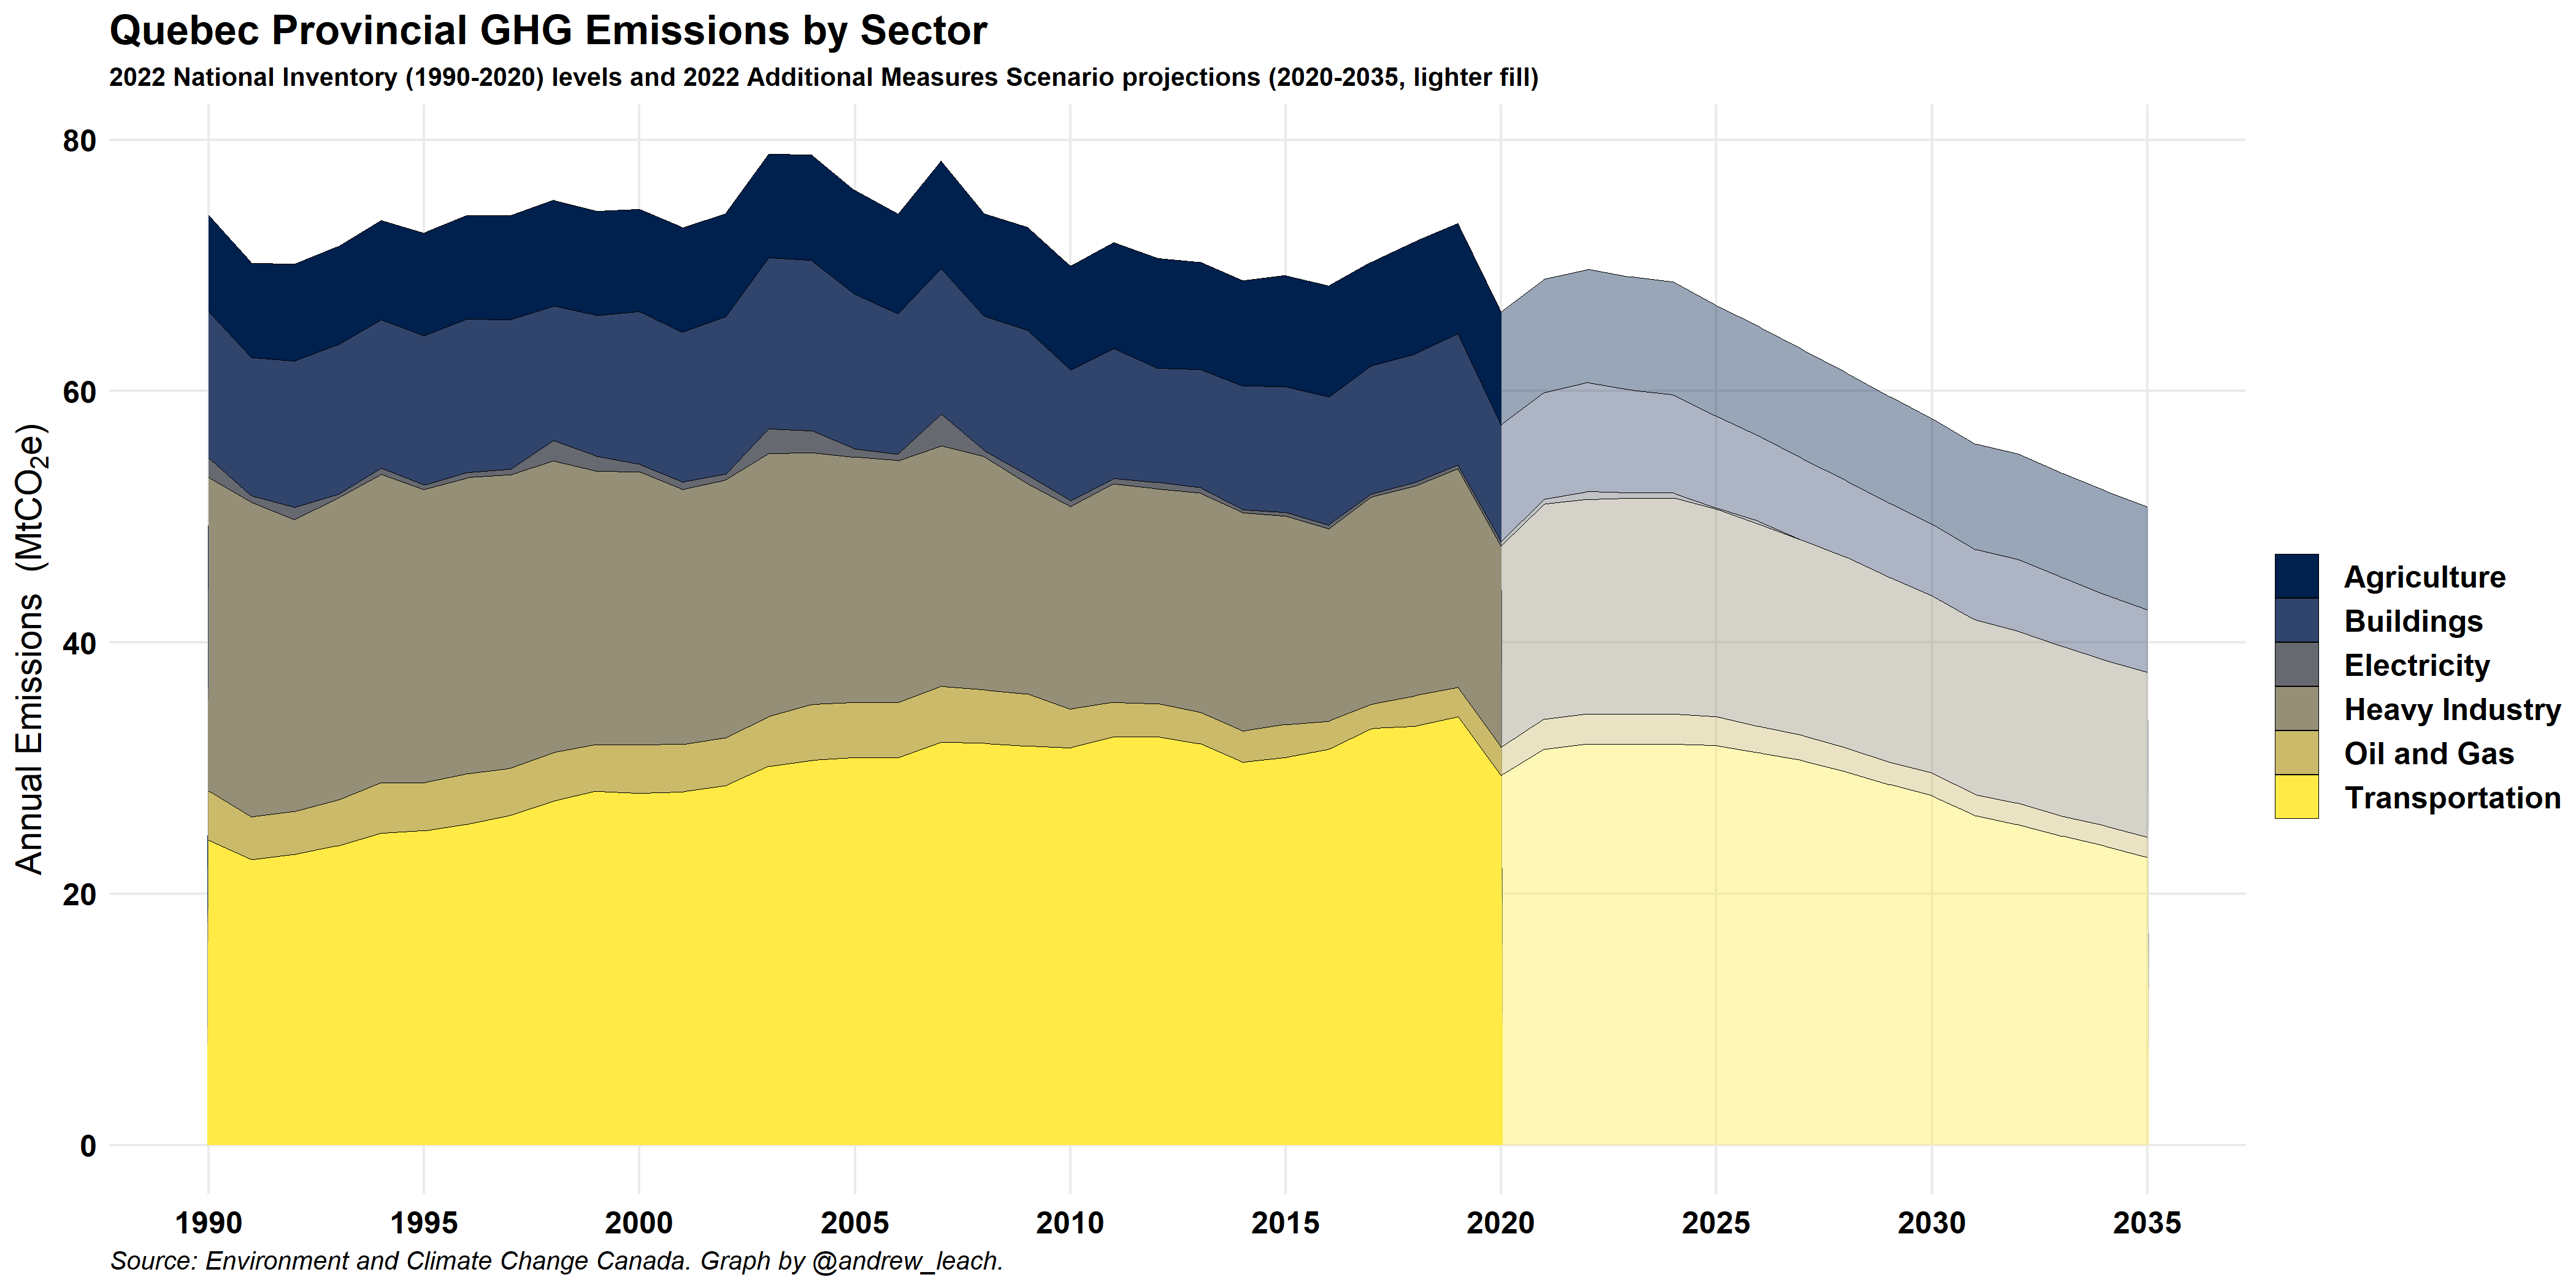 Quebec Provincial GHG Emissions by Sector
2022 National Inventory (1990-2020) levels and 2022 Additional Measures Scenario projections (2020-2035, lighter fill)
Annual Emissions (MtCO₂e)
80
60
40
20
0
1990 1995 2000 2005 2010 2015 2020 2025 2030 2035
Agriculture
Buildings
Electricity
Heavy Industry
Oil and Gas
Transportation
Source: Environment and Climate Change Canada. Graph by @andrew_leach.